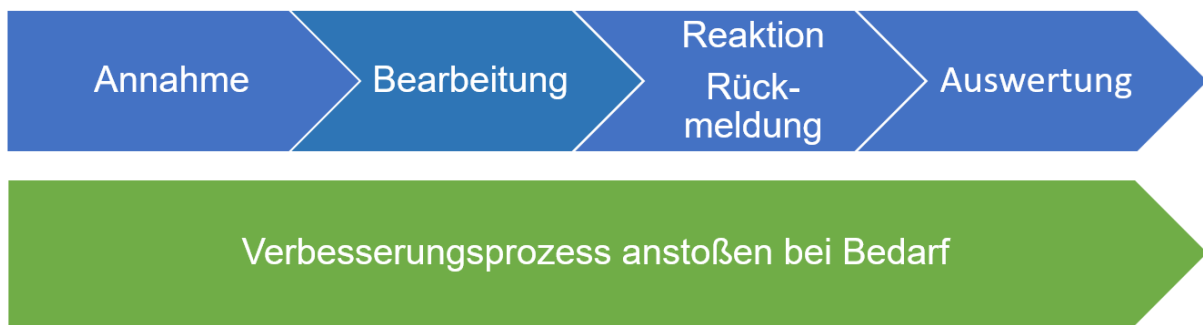 Annahme
Bearbeitung
Reaktion
Rück-
meldung
Auswertung
Verbesserungsprozess anstoßen bei Bedarf